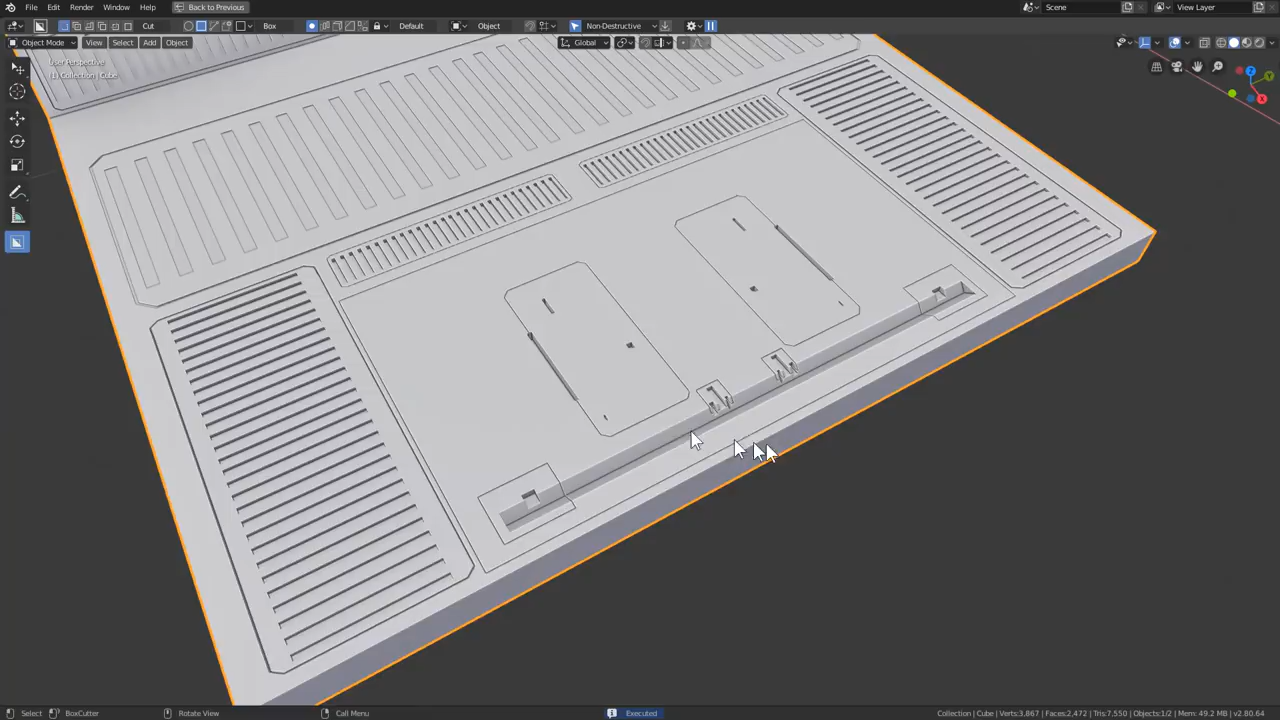 File Edit Render Window Help Back to Previous Scene View Layer
Cut Box Default Object Non-Destructive
Object Mode View Select Add Object Global
User Perspective
(1) Collection | Cube
Z
Y
X
Select BoxCutter Rotate View Call Menu Executed Collection | Cube | Verts:3,867 | Faces:2,472 | Tris:7,550 | Objects:1/2 | Mem: 49.2 MB | v2.80.64